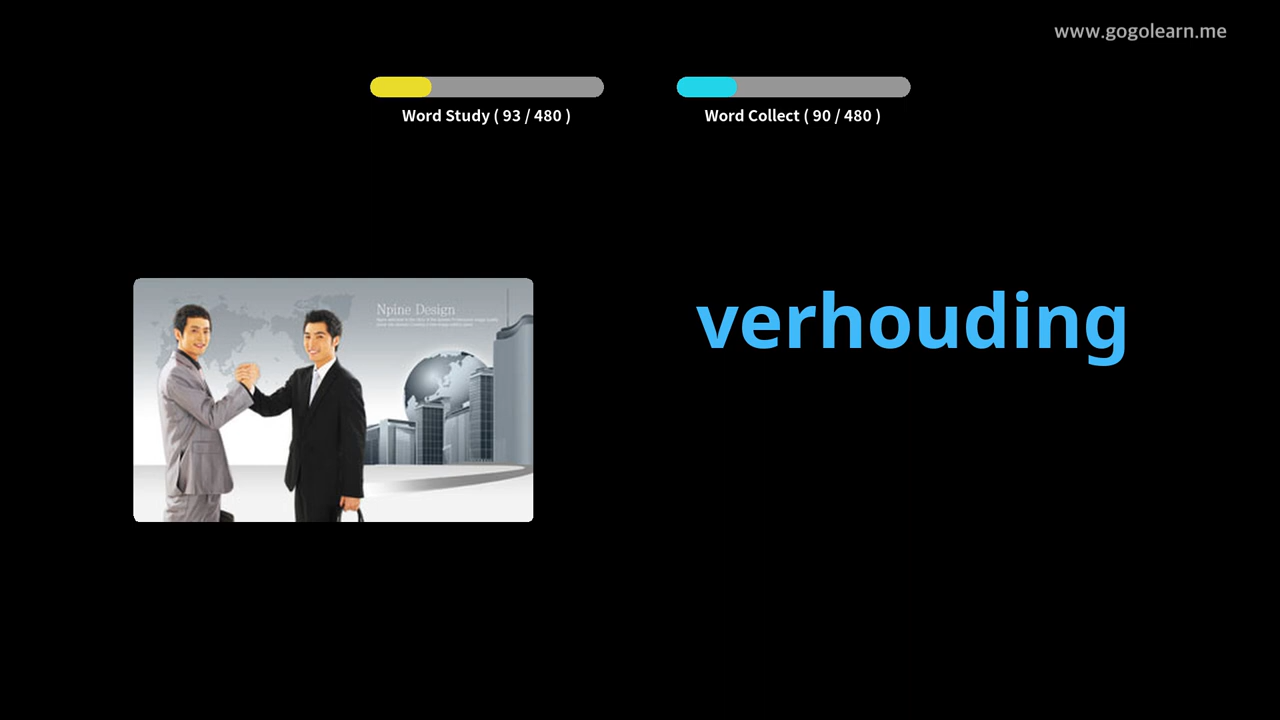 www.gogolearn.me
Word Study ( 93 / 480 )
Word Collect ( 90 / 480 )
Npine Design
verhouding